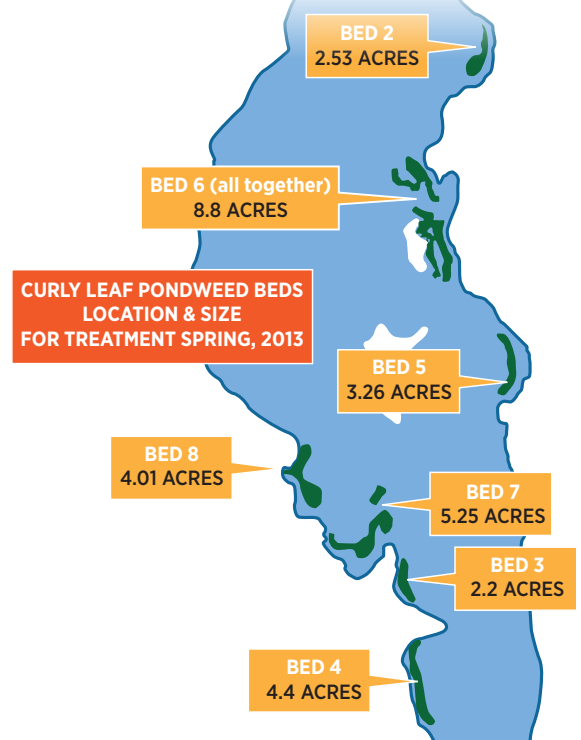 BED 2
2.53 ACRES
BED 6 (all together)
8.8 ACRES
CURLY LEAF PONDWEED BEDS
LOCATION & SIZE
FOR TREATMENT SPRING, 2013
BED 5
3.26 ACRES
BED 8
4.01 ACRES
BED 7
5.25 ACRES
BED 3
2.2 ACRES
BED 4
4.4 ACRES